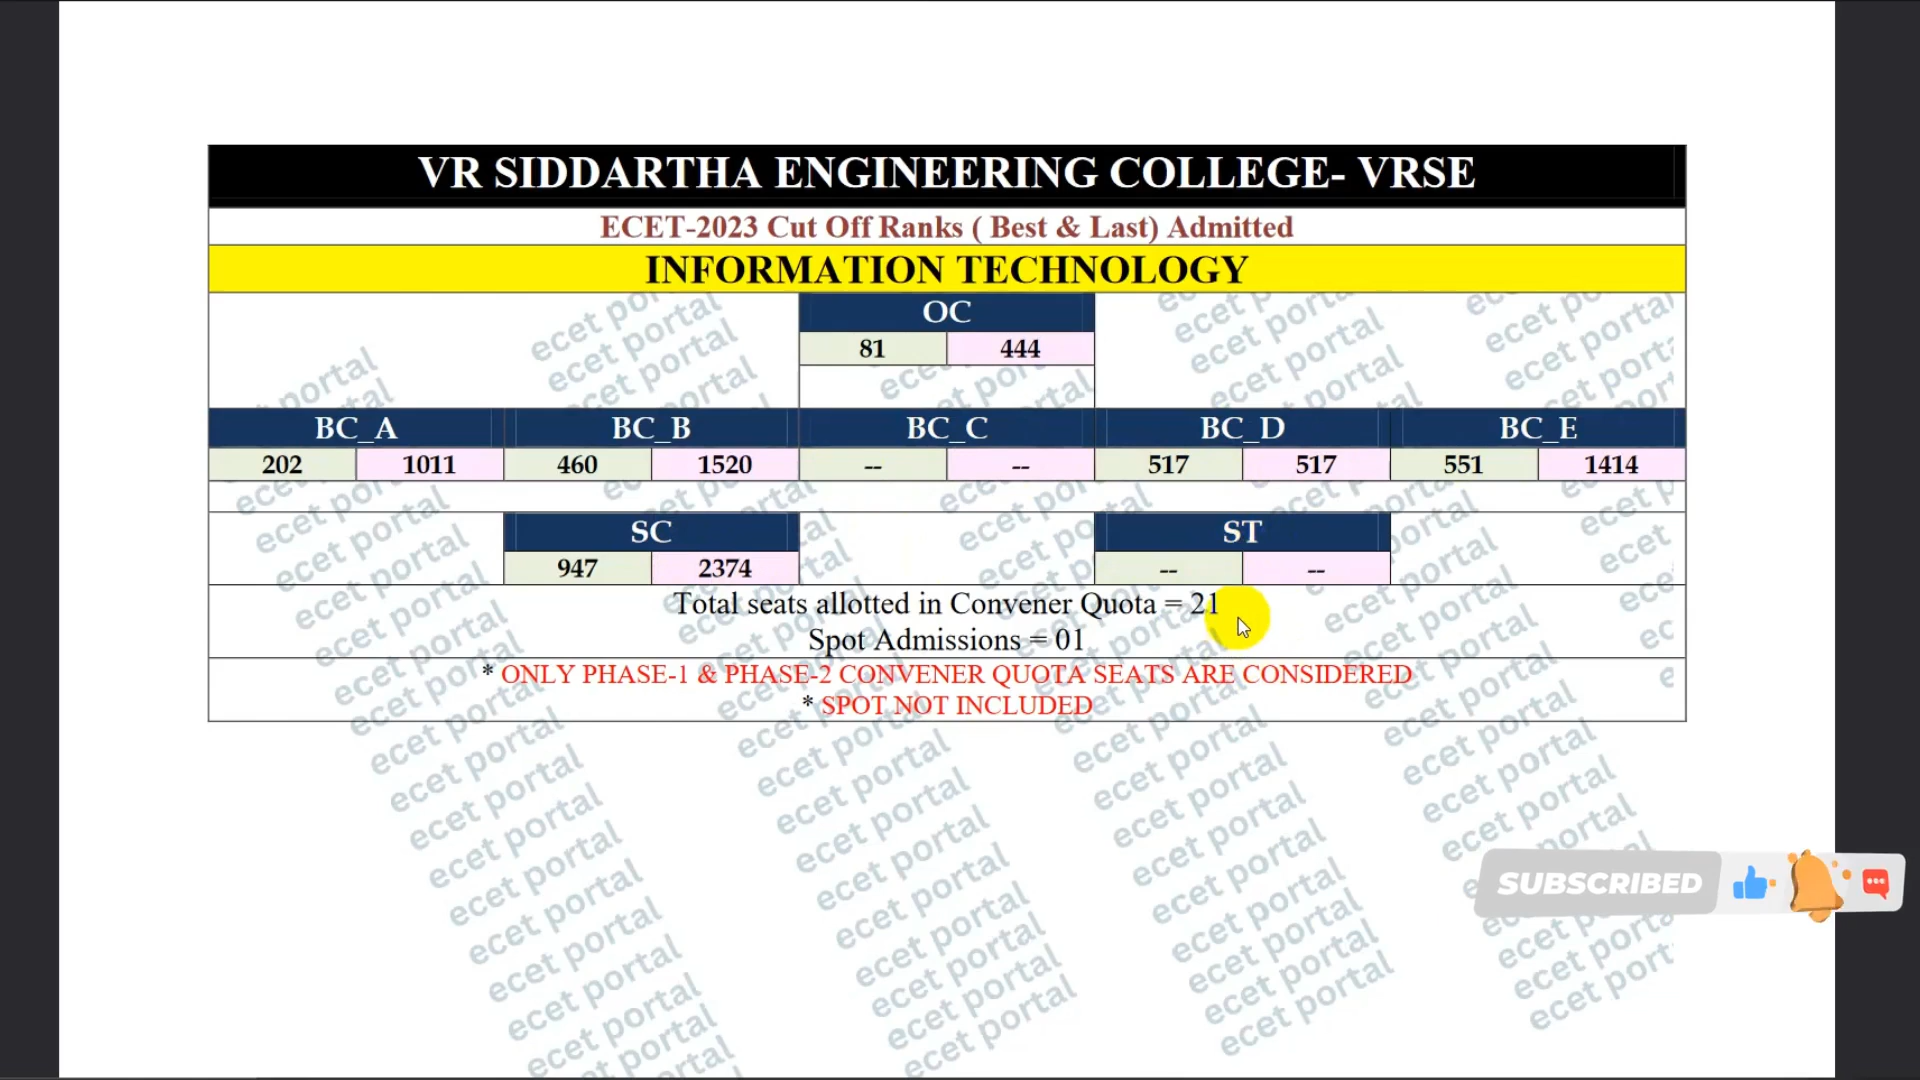 VR SIDDARTHA ENGINEERING COLLEGE- VRSE
ECET-2023 Cut Off Ranks ( Best & Last) Admitted
INFORMATION TECHNOLOGY
OC
81 444
BC_A BC_B BC_C BC_D BC_E
202 1011 460 1520 -- -- 517 517 551 1414
SC ST
947 2374 -- --
Total seats allotted in Convener Quota = 21
Spot Admissions = 01
* ONLY PHASE-1 & PHASE-2 CONVENER QUOTA SEATS ARE CONSIDERED
* SPOT NOT INCLUDED
ecet portal
SUBSCRIBED